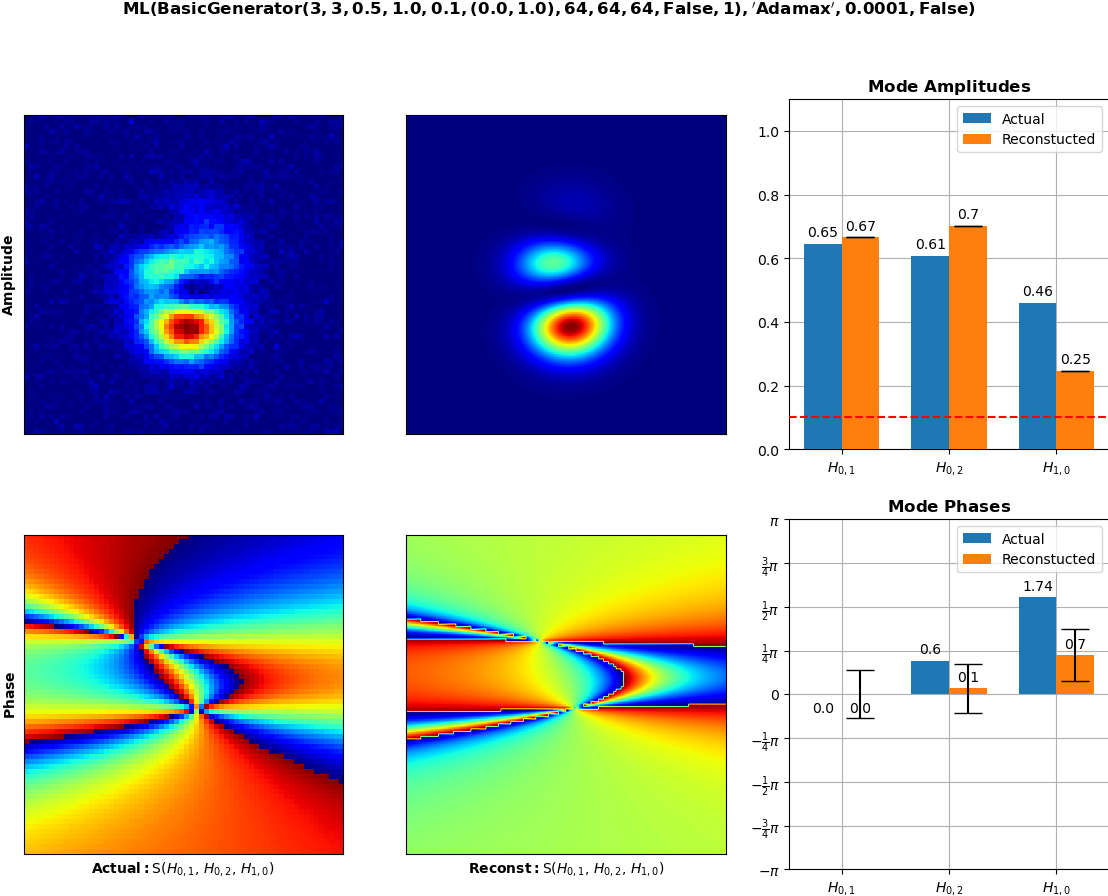 ML(BasicGenerator(3, 3, 0.5, 1.0, 0.1, (0.0, 1.0), 64, 64, 64, False, 1), ′Adamax′, 0.0001, False)
Amplitude
Mode Amplitudes
Actual
Reconstucted
1.0
0.8
0.6
0.4
0.2
0.0
0.65
0.67
0.61
0.7
0.46
0.25
H0, 1
H0, 2
H1, 0
Phase
Actual: S(H0, 1, H0, 2, H1, 0)
Reconst: S(H0, 1, H0, 2, H1, 0)
Mode Phases
Actual
Reconstucted
π
3/4π
1/2π
1/4π
0
−1/4π
−1/2π
−3/4π
−π
0.0
0.0
0.6
0.1
1.74
0.7
H0, 1
H0, 2
H1, 0